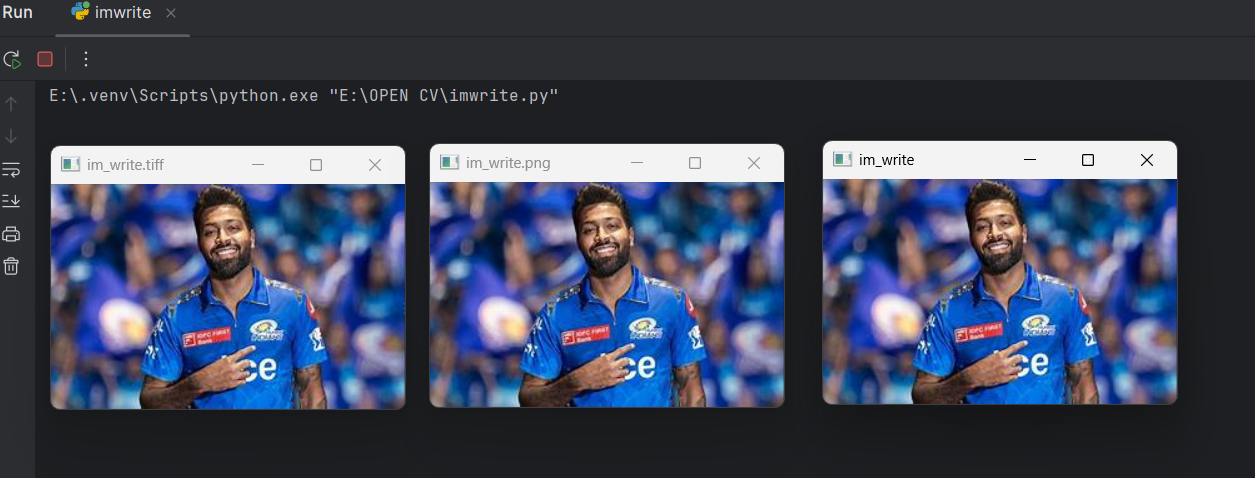 Run imwrite
E:\.venv\Scripts\python.exe "E:\OPEN CV\imwrite.py"
im_write.tiff
im_write.png
im_write
IDFC FIRST
Bank
ce
IDFC FIRST
Bank
ce
IDFC FIRST
Bank
ce